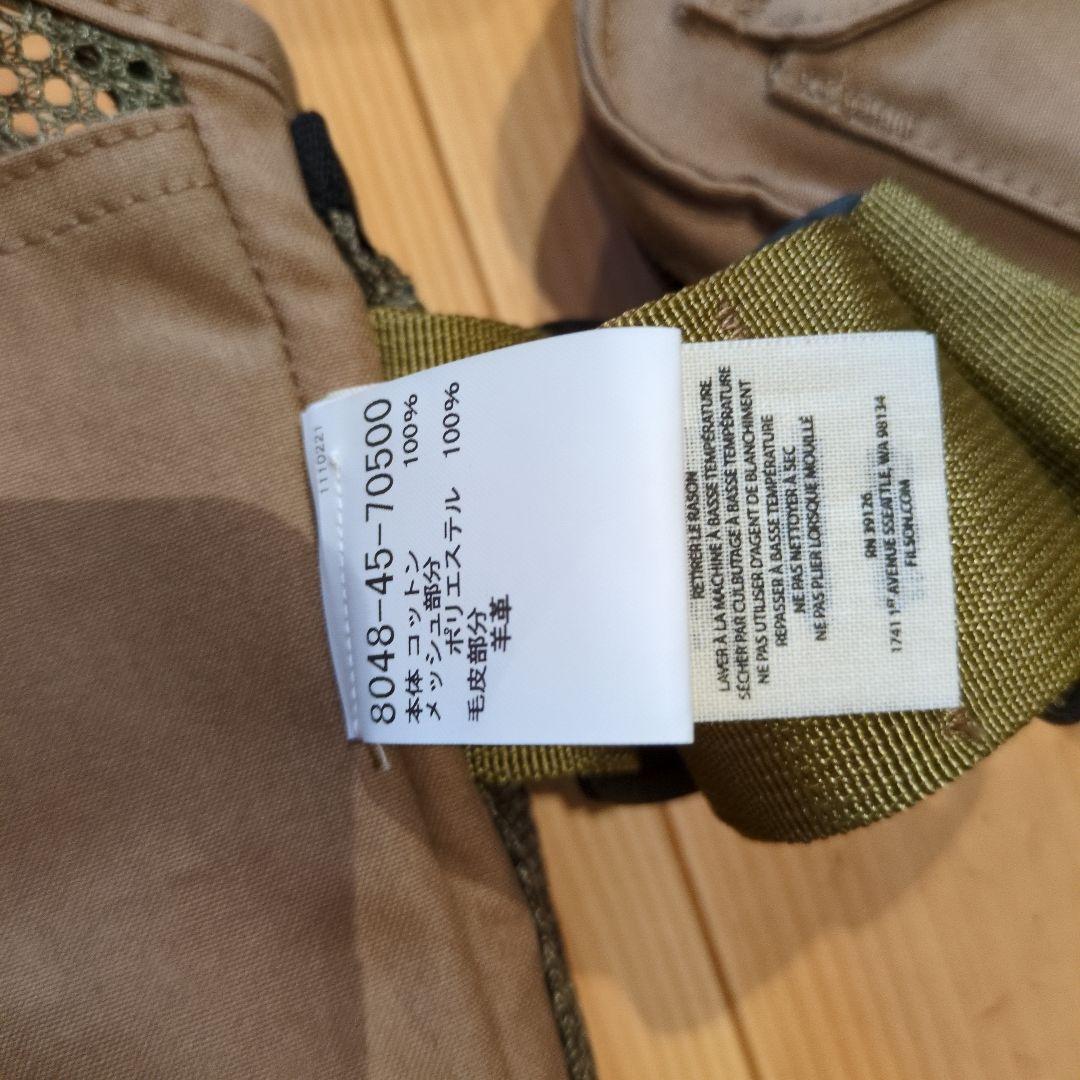 1110221
8048-45-70500
本体 コットン 100%
メッシュ部分
ポリエステル 100%
毛皮部分
羊革
RETIRER LE RASON
LAVER À LA MACHINE À BASSE TEMPÉRATURE.
SÉCHER PAR CULBUTAGE À BASSE TEMPÉRATURE
NE PAS UTILISER D'AGENT DE BLANCHIMENT
REPASSER À BASSE TEMPÉRATURE
NE PAS NETTOYER À SEC
NE PAS PLIER LORSQUE MOUILLÉ
RN 39126
1741 1ST AVENUE SSEATTLE, WA 98134
FILSON.COM